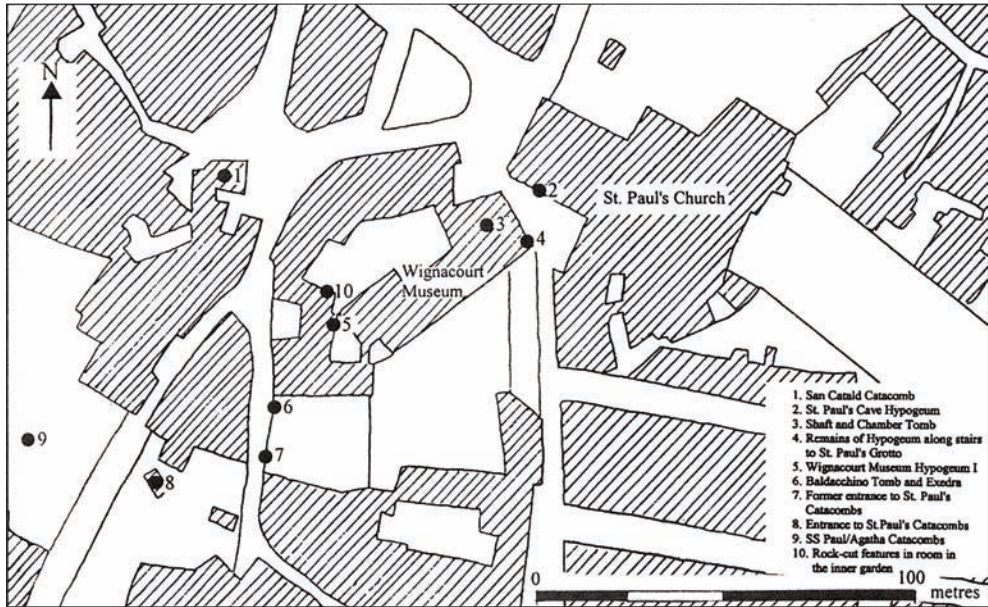 N
1
2
St. Paul's Church
3
4
Wignacourt
Museum
10
5
6
7
9
8
1. San Catald Catacomb
2. St. Paul's Cave Hypogeum
3. Shaft and Chamber Tomb
4. Remains of Hypogeum along stairs
to St. Paul's Grotto
5. Wignacourt Museum Hypogeum I
6. Baldacchino Tomb and Exedra
7. Former entrance to St. Paul's
Catacombs
8. Entrance to St.Paul's Catacombs
9. SS Paul/Agatha Catacombs
10. Rock-cut features in room in
the inner garden
0
100
metres